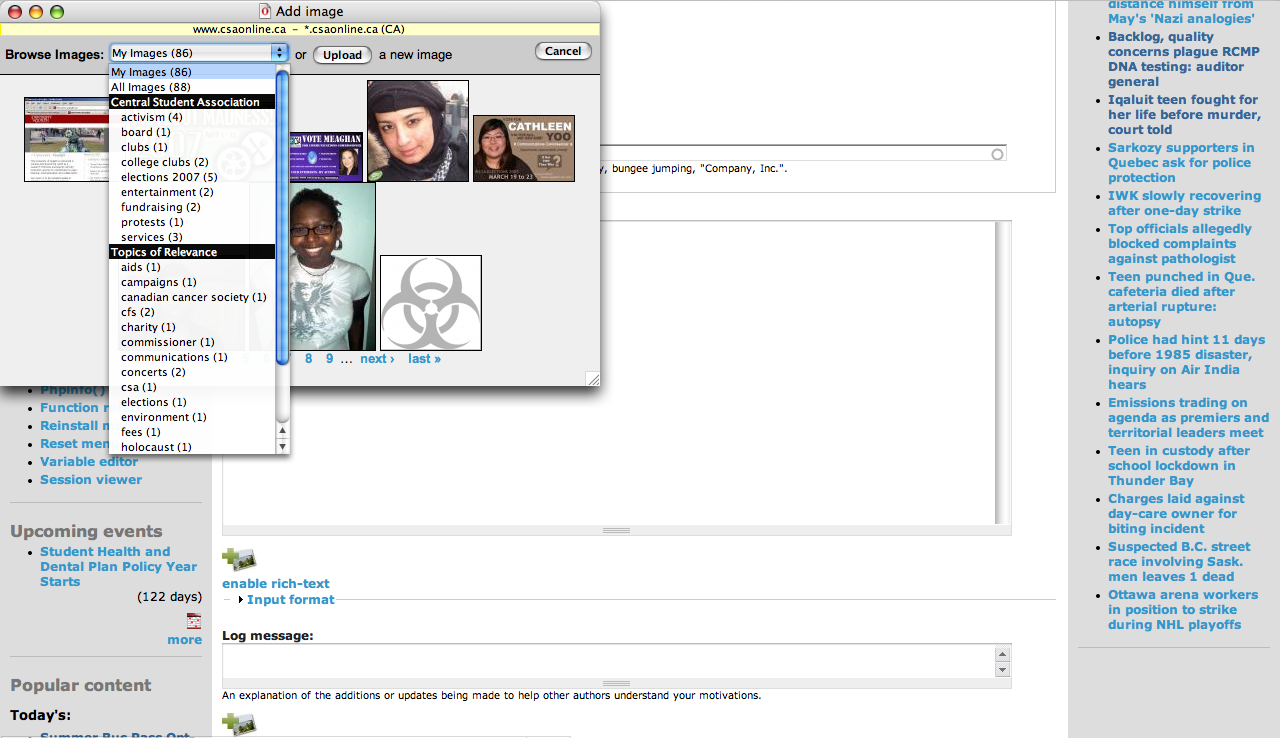 Add image
www.csaonline.ca – *.csaonline.ca (CA)
Browse Images: My Images (86) or Upload a new image Cancel
My Images (86)
All Images (88)
Central Student Association
activism (4)
board (1)
clubs (1)
college clubs (2)
elections 2007 (5)
entertainment (2)
fundraising (2)
protests (1)
services (3)
Topics of Relevance
aids (1)
campaigns (1)
canadian cancer society (1)
cfs (2)
charity (1)
commissioner (1)
communications (1)
concerts (2)
csa (1)
elections (1)
environment (1)
fees (1)
holocaust (1)
VOTE MEAGHAN
CATHLEEN
YOO
MARCH 19 to 23
8 9 … next › last »
y, bungee jumping, "Company, Inc.".
Phpinfo()
Function r
Reinstall m
Reset men
Variable editor
Session viewer
Upcoming events
Student Health and
Dental Plan Policy Year
Starts
(122 days)
more
Popular content
Today's:
Summer Bus Pass Opt-
enable rich-text
Input format
Log message:
An explanation of the additions or updates being made to help other authors understand your motivations.
distance himself from
May's 'Nazi analogies'
Backlog, quality
concerns plague RCMP
DNA testing: auditor
general
Iqaluit teen fought for
her life before murder,
court told
Sarkozy supporters in
Quebec ask for police
protection
IWK slowly recovering
after one-day strike
Top officials allegedly
blocked complaints
against pathologist
Teen punched in Que.
cafeteria died after
arterial rupture:
autopsy
Police had hint 11 days
before 1985 disaster,
inquiry on Air India
hears
Emissions trading on
agenda as premiers and
territorial leaders meet
Teen in custody after
school lockdown in
Thunder Bay
Charges laid against
day-care owner for
biting incident
Suspected B.C. street
race involving Sask.
men leaves 1 dead
Ottawa arena workers
in position to strike
during NHL playoffs